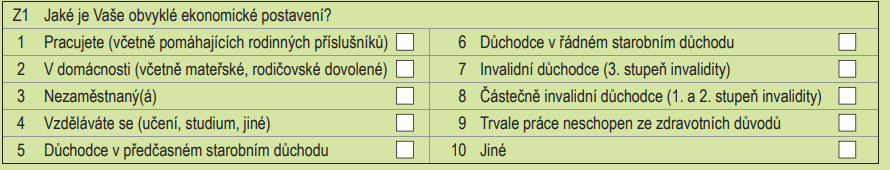 Z1 Jaké je Vaše obvyklé ekonomické postavení?
1 Pracujete (včetně pomáhajících rodinných příslušníků)
2 V domácnosti (včetně mateřské, rodičovské dovolené)
3 Nezaměstnaný(á)
4 Vzděláváte se (učení, studium, jiné)
5 Důchodce v předčasném starobním důchodu
6 Důchodce v řádném starobním důchodu
7 Invalidní důchodce (3. stupeň invalidity)
8 Částečně invalidní důchodce (1. a 2. stupeň invalidity)
9 Trvale práce neschopen ze zdravotních důvodů
10 Jiné